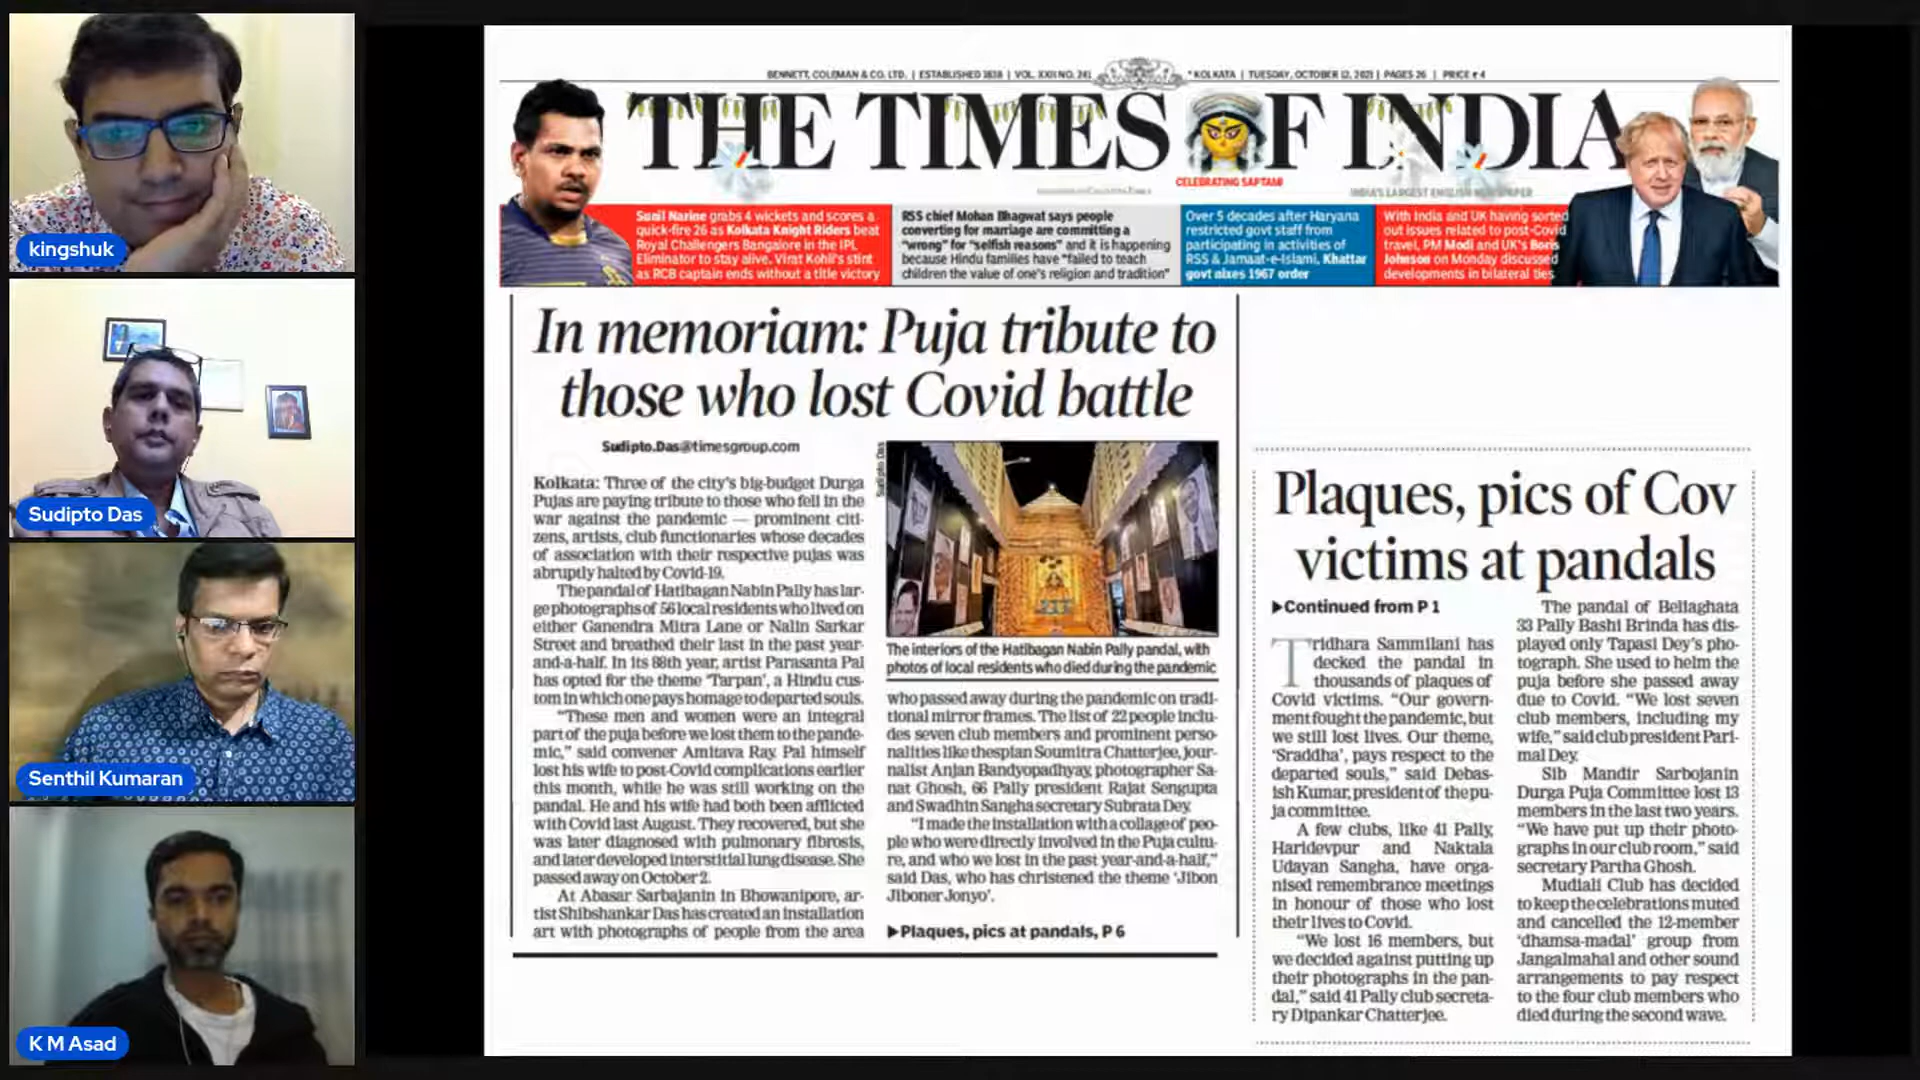 kingshuk
Sudipto Das
Senthil Kumaran
K M Asad
BENNETT, COLEMAN & CO. LTD. | ESTABLISHED 1838 | VOL. XXII NO. 241
* KOLKATA | TUESDAY, OCTOBER 12, 2021 | PAGES 26 | PRICE ₹ 4
THE TIMES OF INDIA
CELEBRATING SAPTAMI
INDIA'S LARGEST ENGLISH NEWSPAPER
Sunil Narine grabs 4 wickets and scores a
quick-fire 26 as Kolkata Knight Riders beat
Royal Challengers Bangalore in the IPL
Eliminator to stay alive. Virat Kohli's stint
as RCB captain ends without a title victory
RSS chief Mohan Bhagwat says people
converting for marriage are committing a
"wrong" for "selfish reasons" and it is happening
because Hindu families have "failed to teach
children the value of one's religion and tradition"
Over 5 decades after Haryana
restricted govt staff from
participating in activities of
RSS & Jamaat-e-Islami, Khattar
govt nixes 1967 order
With India and UK having sorted
out issues related to post-Covid
travel, PM Modi and UK's Boris
Johnson on Monday discussed
developments in bilateral ties
In memoriam: Puja tribute to
those who lost Covid battle
Sudipto.Das@timesgroup.com
Kolkata: Three of the city's big-budget Durga
Pujas are paying tribute to those who fell in the
war against the pandemic — prominent citi-
zens, artists, club functionaries whose decades
of association with their respective pujas was
abruptly halted by Covid-19.
The pandal of Hatibagan Nabin Pally has lar-
ge photographs of 56 local residents who lived on
either Ganendra Mitra Lane or Nalin Sarkar
Street and breathed their last in the past year-
and-a-half. In its 88th year, artist Parasanta Pal
has opted for the theme 'Tarpan', a Hindu cus-
tom in which one pays homage to departed souls.
"These men and women were an integral
part of the puja before we lost them to the pande-
mic," said convener Amitava Ray. Pal himself
lost his wife to post-Covid complications earlier
this month, while he was still working on the
pandal. He and his wife had both been afflicted
with Covid last August. They recovered, but she
was later diagnosed with pulmonary fibrosis,
and later developed interstitial lung disease. She
passed away on October 2.
At Abasar Sarbajanin in Bhowanipore, ar-
tist Shibshankar Das has created an installation
art with photographs of people from the area
Sudipto Das
The interiors of the Hatibagan Nabin Pally pandal, with
photos of local residents who died during the pandemic
who passed away during the pandemic on tradi-
tional mirror frames. The list of 22 people inclu-
des seven club members and prominent perso-
nalities like thespian Soumitra Chatterjee, jour-
nalist Anjan Bandyopadhyay, photographer Sa-
nat Ghosh, 66 Pally president Rajat Sengupta
and Swadhin Sangha secretary Subrata Dey.
"I made the installation with a collage of peo-
ple who were directly involved in the Puja cultu-
re, and who we lost in the past year-and-a-half,"
said Das, who has christened the theme 'Jibon
Jiboner Jonyo'.
▶Plaques, pics at pandals, P 6
Plaques, pics of Cov
victims at pandals
▶Continued from P 1
Tridhara Sammilani has
decked the pandal in
thousands of plaques of
Covid victims. "Our govern-
ment fought the pandemic, but
we still lost lives. Our theme,
'Sraddha', pays respect to the
departed souls," said Debas-
ish Kumar, president of the pu-
ja committee.
A few clubs, like 41 Pally,
Haridevpur and Naktala
Udayan Sangha, have orga-
nised remembrance meetings
in honour of those who lost
their lives to Covid.
"We lost 16 members, but
we decided against putting up
their photographs in the pan-
dal," said 41 Pally club secreta-
ry Dipankar Chatterjee.
The pandal of Bellaghata
33 Pally Bashi Brinda has dis-
played only Tapasi Dey's pho-
tograph. She used to helm the
puja before she passed away
due to Covid. "We lost seven
club members, including my
wife," said club president Pari-
mal Dey.
Sib Mandir Sarbojanin
Durga Puja Committee lost 13
members in the last two years.
"We have put up their photo-
graphs in our club room," said
secretary Partha Ghosh.
Mudiali Club has decided
to keep the celebrations muted
and cancelled the 12-member
'dhamsa-madal' group from
Jangalmahal and other sound
arrangements to pay respect
to the four club members who
died during the second wave.